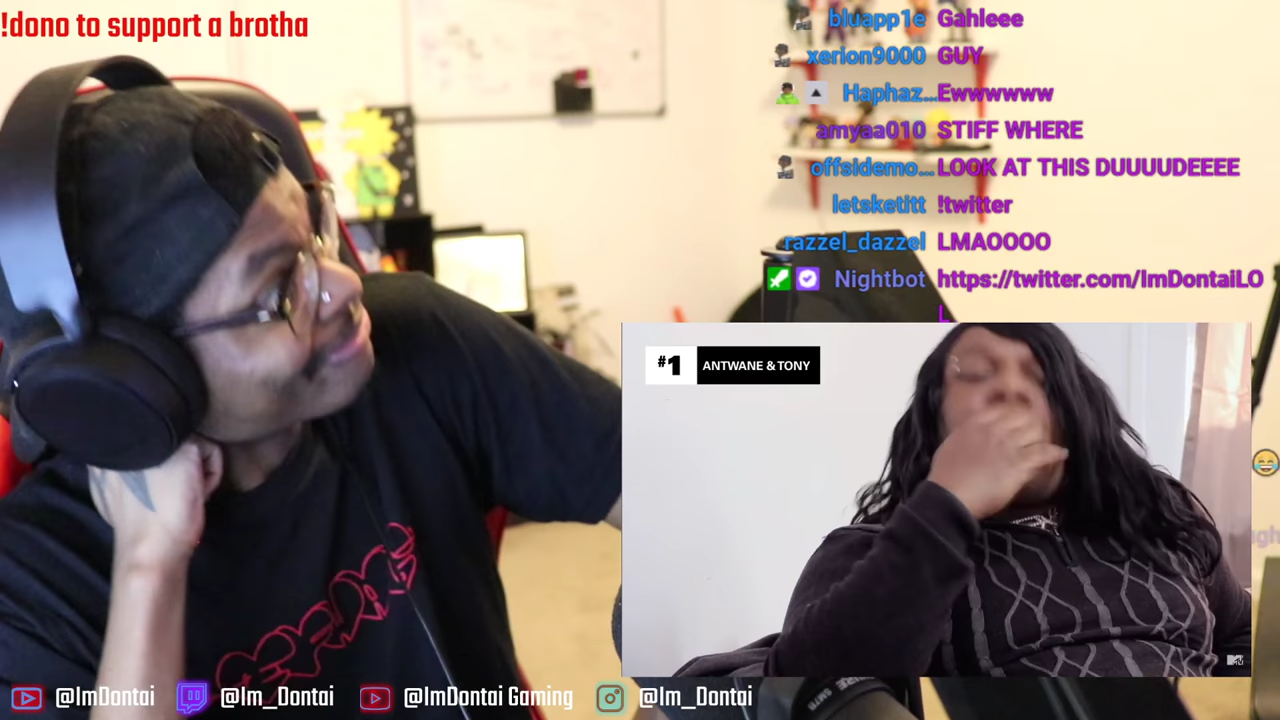 !dono to support a brotha
bluapp1e Gahleee
xerion9000 GUY
Haphaz... Ewwwwww
amyaa010 STIFF WHERE
offsidemo... LOOK AT THIS DUUUUDEEEE
letsketitt !twitter
razzel_dazzel LMAOOOO
Nightbot https://twitter.com/ImDontaiLO
L
#1 ANTWANE & TONY
@ImDontai @Im_Dontai @ImDontai Gaming @Im_Dontai